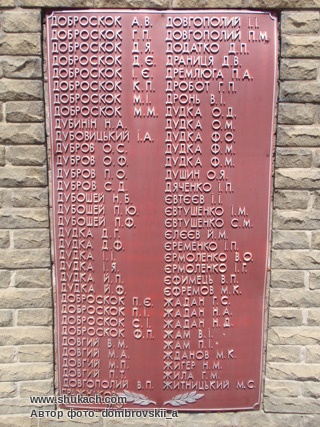 ДОБРОСКОК А.В.
ДОБРОСКОК Г.П.
ДОБРОСКОК Д.Я.
ДОБРОСКОК Д.Є.
ДОБРОСКОК І.Є.
ДОБРОСКОК К.П.
ДОБРОСКОК М.І.
ДОБРОСКОК М.М.
ДУБИНІН Н.А.
ДУБОВИЦЬКИЙ І.А.
ДУБРОВ О.С.
ДУБРОВ О.Ф.
ДУБРОВ П.О.
ДУБРОВ С.Д.
ДУБОШЕЙ Н.Б.
ДУБОШЕЙ П.Ю.
ДУБОШЕЙ П.Ф.
ДУДКА Д.Г.
ДУДКА Д.Ф.
ДУДКА І.І.
ДУДКА І.Я.
ДУДКА Й.П.
ДУДКА Й.Ф.
ДОБРОСКОК П.Є.
ДОБРОСКОК П.І.
ДОБРОСКОК С.І.
ДОБРОСКОК Ф.П.
ДОВГИЙ В.М.
ДОВГИЙ М.А.
ДОВГИЙ М.П.
ДОВГИЙ П.Т.
ДОВГОПОЛИЙ В.П.
ДОВГОПОЛИЙ І.І.
ДОВГОПОЛИЙ П.М.
ДОДАТКО Д.П.
ДРАНИЦЯ Д.В.
ДРЕМЛЮГА П.А.
ДРОБОТ Г.П.
ДРОНЬ В.І.
ДУДКА О.Д.
ДУДКА О.М.
ДУДКА Ф.О.
ДУДКА Ф.М.
ДУДКА Ф.М.
ДУШИН О.Я.
ДЯЧЕНКО І.П.
ЄВТЄЄВ І.І.
ЄВТУШЕНКО І.М.
ЄВТУШЕНКО С.М.
ЄЛЄЄВ Й.М.
ЄРЕМЕНКО І.П.
ЄРМОЛЕНКО В.О.
ЄРМОЛЕНКО І.Г.
ЄФИМЕЦЬ В.П.
ЄФРЕМОВ М.К.
ЖАДАН Г.С.
ЖАДАН Н.А.
ЖАДАН Н.Д.
ЖАМ В.І.
ЖАМ П.І.
ЖДАНОВ М.К.
ЖИГЕР Н.М.
ЖИЛА Г.М.
ЖИТНИЦЬКИЙ М.С.
www.shukach.com
Автор фото: dombrovskii_a